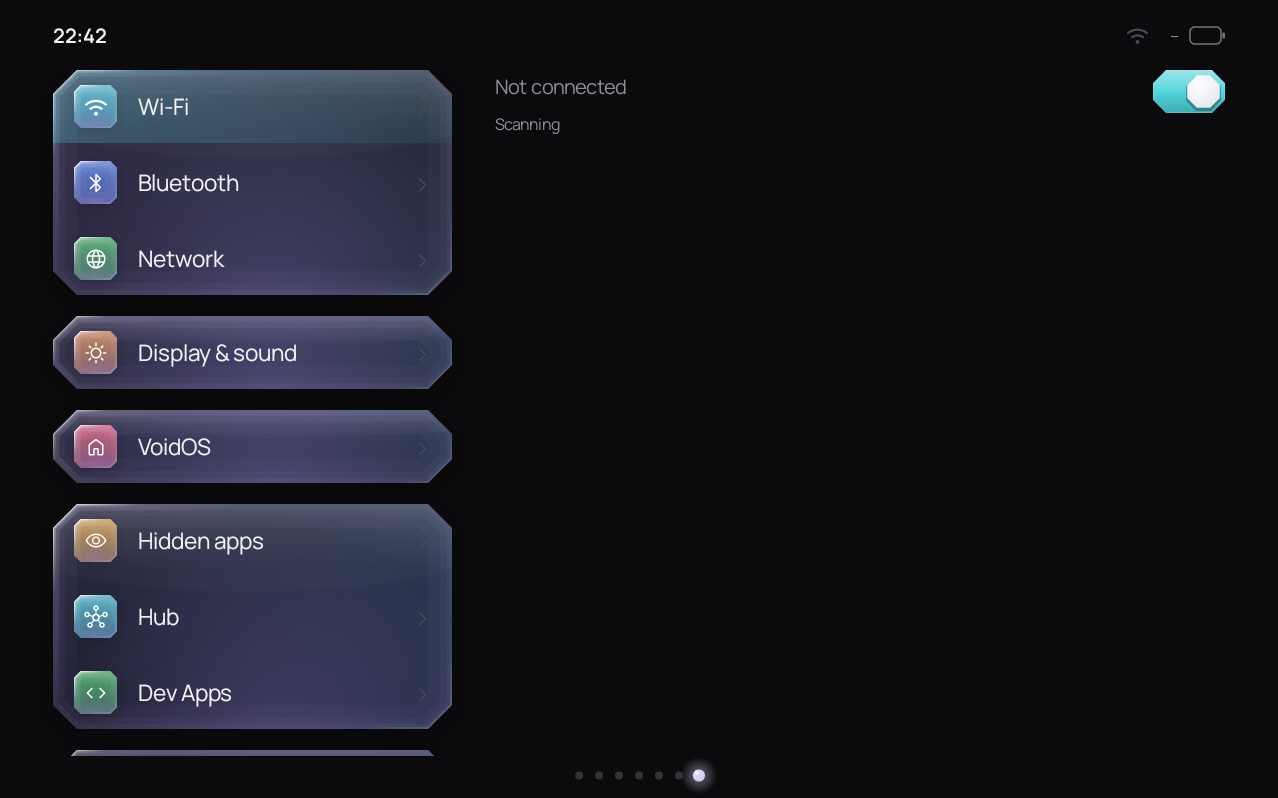 22:42
–
Wi-Fi
Bluetooth
Network
Display & sound
VoidOS
Hidden apps
Hub
Dev Apps
Not connected
Scanning